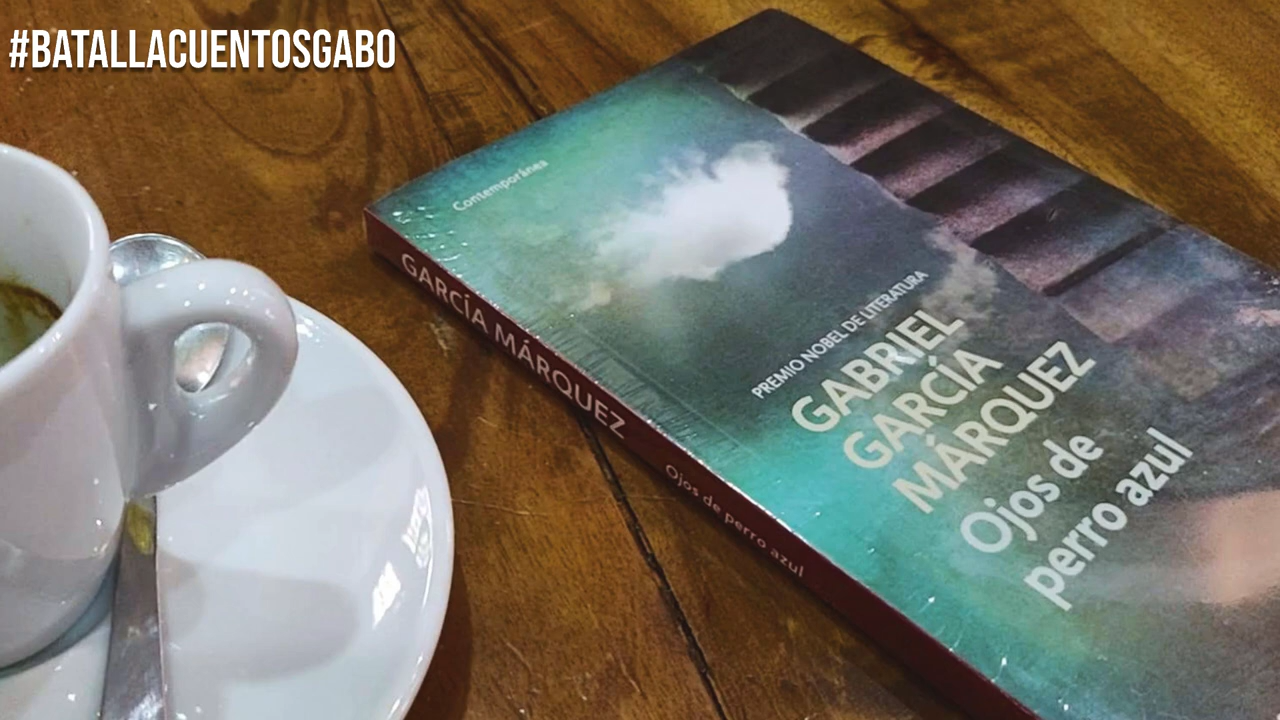 #BATALLACUENTOSGABO
Contemporánea
GARCÍA MÁRQUEZ
Ojos de perro azul
PREMIO NOBEL DE LITERATURA
GABRIEL
GARCÍA
MÁRQUEZ
Ojos de
perro azul